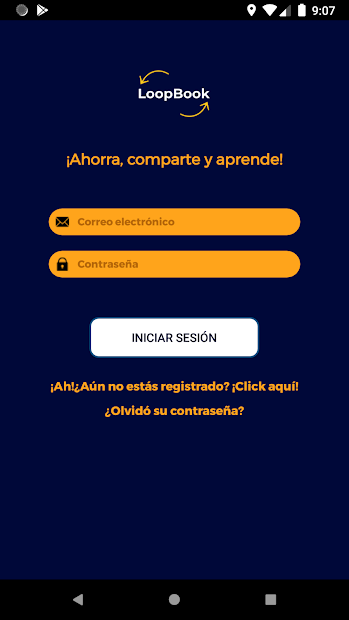 9:07
LoopBook
¡Ahorra, comparte y aprende!
Correo electrónico
Contraseña
INICIAR SESIÓN
¡Ah!¿Aún no estás registrado? ¡Click aquí!
¿Olvidó su contraseña?